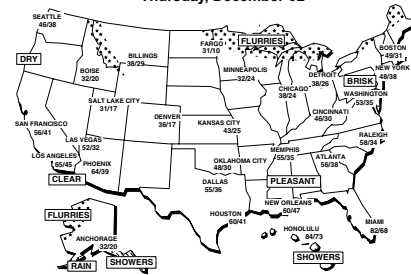 Thursday, December 02
SEATTLE
46/38
DRY
BILLINGS
38/29
BOISE
32/20
FARGO
31/10
FLURRIES
MINNEAPOLIS
32/24
BOSTON
49/31
NEW YORK
48/38
DETROIT
38/26
BRISK
CHICAGO
38/24
WASHINGTON
53/35
SALT LAKE CITY
31/17
DENVER
36/17
KANSAS CITY
43/25
CINCINNATI
46/30
SAN FRANCISCO
56/41
LAS VEGAS
52/32
RALEIGH
58/34
LOS ANGELES
65/45
PHOENIX
64/39
CLEAR
OKLAHOMA CITY
48/30
MEMPHIS
55/35
ATLANTA
56/38
DALLAS
55/36
PLEASANT
NEW ORLEANS
60/47
HOUSTON
60/41
MIAMI
82/68
FLURRIES
ANCHORAGE
32/20
RAIN
SHOWERS
HONOLULU
84/73
SHOWERS